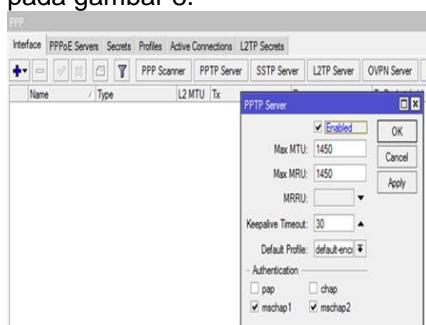 pada gambar 8.
PPP
Interface PPPoE Servers Secrets Profiles Active Connections L2TP Secrets
PPP Scanner PPTP Server SSTP Server L2TP Server OVPN Server
Name / Type L2 MTU Tx
PPTP Server
Enabled OK
Max MTU: 1450 Cancel
Max MRU: 1450 Apply
MRRU:
Keepalive Timeout: 30
Default Profile: default-encr
Authentication
pap chap
mschap1 mschap2